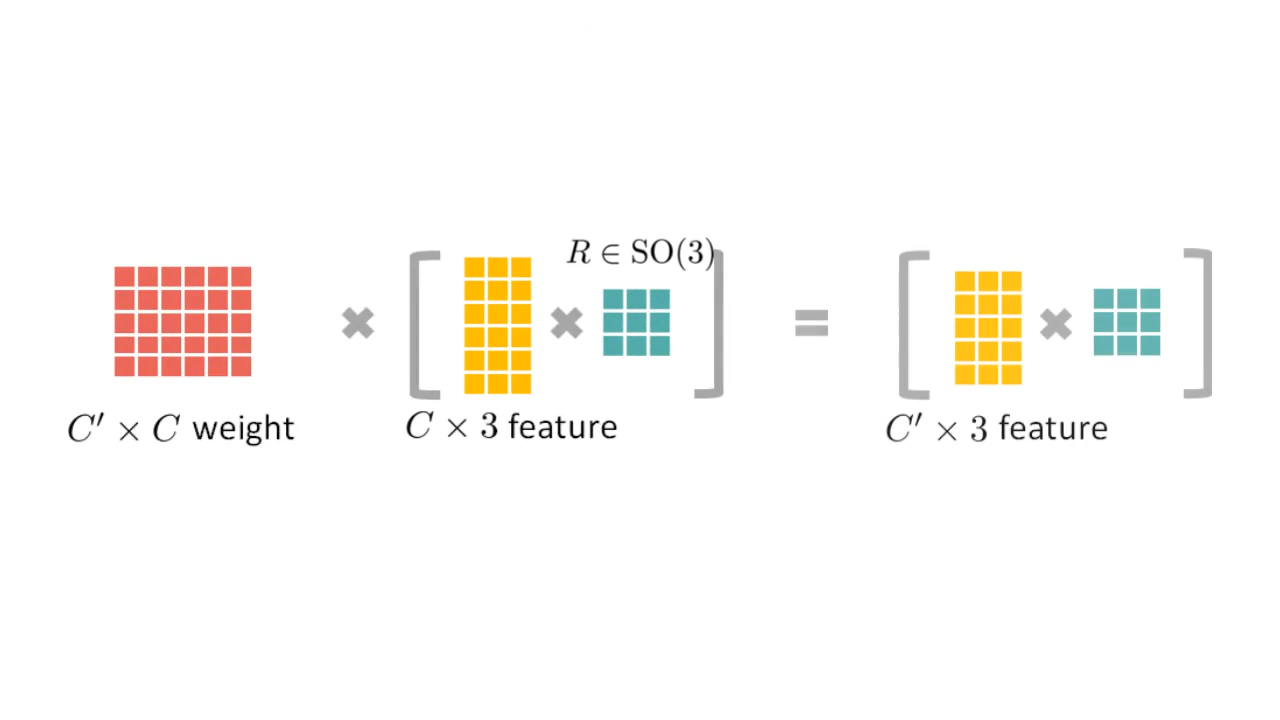 R ∈ SO(3)
C′ × C weight
C × 3 feature
C′ × 3 feature